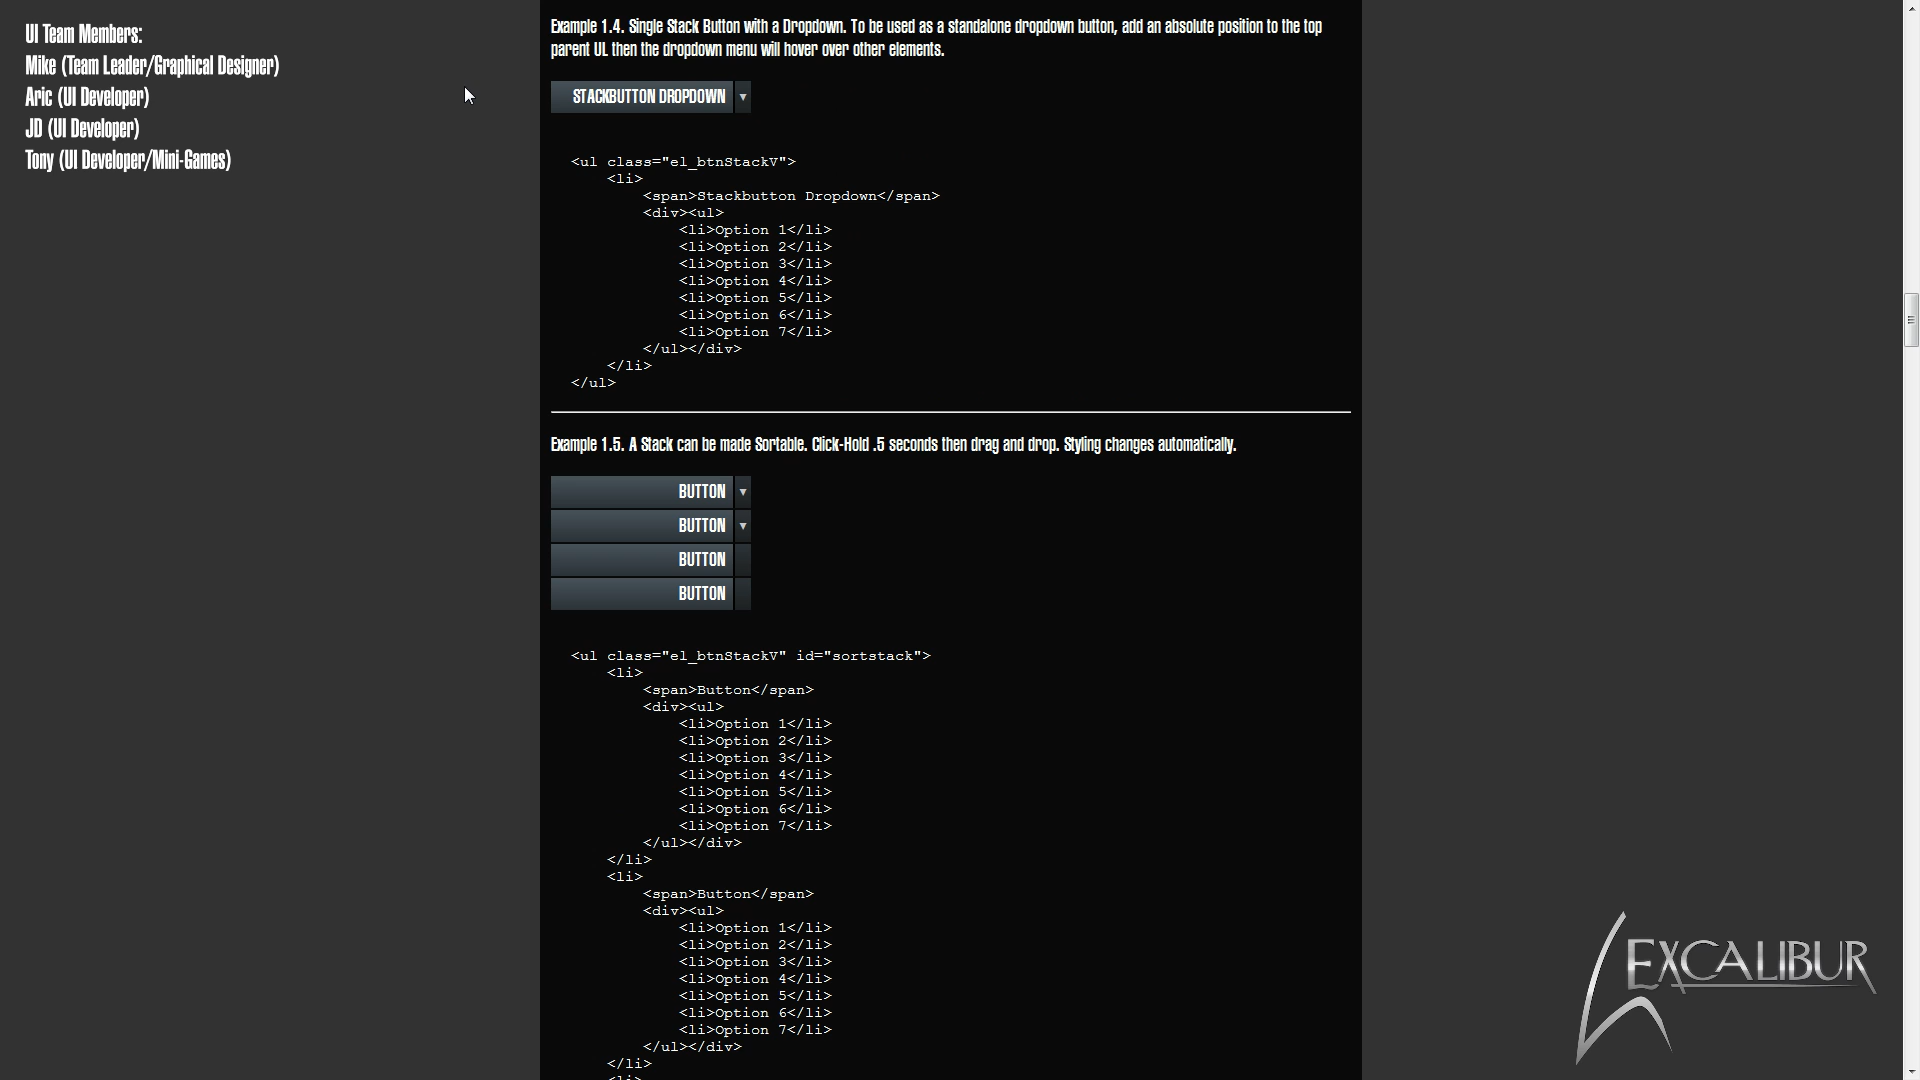 UI Team Members:
Mike (Team Leader/Graphical Designer)
Aric (UI Developer)
JD (UI Developer)
Tony (UI Developer/Mini-Games)
Example 1.4. Single Stack Button with a Dropdown. To be used as a standalone dropdown button, add an absolute position to the top
parent UL then the dropdown menu will hover over other elements.
STACKBUTTON DROPDOWN
<ul class="el_btnStackV">
<li>
<span>Stackbutton Dropdown</span>
<div><ul>
<li>Option 1</li>
<li>Option 2</li>
<li>Option 3</li>
<li>Option 4</li>
<li>Option 5</li>
<li>Option 6</li>
<li>Option 7</li>
</ul></div>
</li>
</ul>
Example 1.5. A Stack can be made Sortable. Click-Hold .5 seconds then drag and drop. Styling changes automatically.
BUTTON
BUTTON
BUTTON
BUTTON
<ul class="el_btnStackV" id="sortstack">
<li>
<span>Button</span>
<div><ul>
<li>Option 1</li>
<li>Option 2</li>
<li>Option 3</li>
<li>Option 4</li>
<li>Option 5</li>
<li>Option 6</li>
<li>Option 7</li>
</ul></div>
</li>
<li>
<span>Button</span>
<div><ul>
<li>Option 1</li>
<li>Option 2</li>
<li>Option 3</li>
<li>Option 4</li>
<li>Option 5</li>
<li>Option 6</li>
<li>Option 7</li>
</ul></div>
</li>
<li>
EXCALIBUR